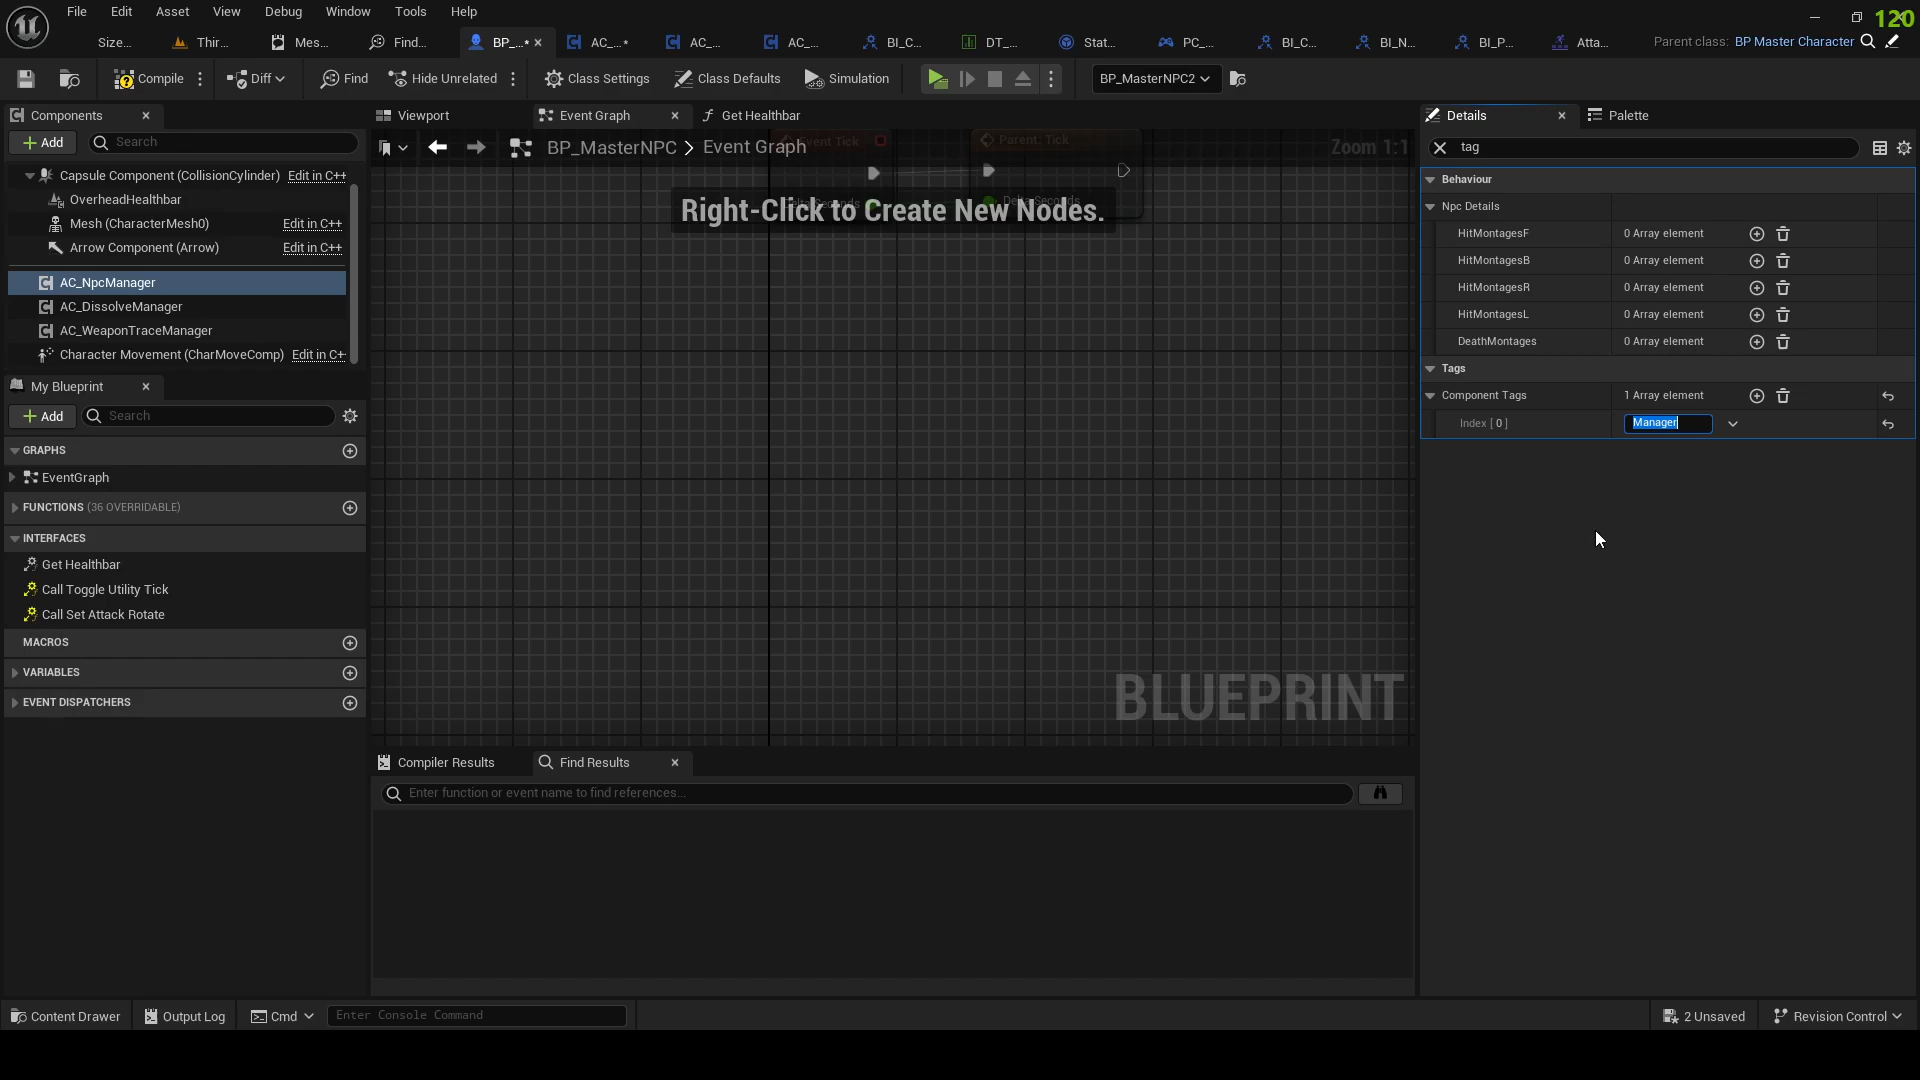 File Edit Asset View Debug Window Tools Help
120
Size... Thir... Mes... Find... BP_...* AC_...* AC_... AC_... BI_C... DT_... Stat... PC_... BI_C... BI_N... BI_P... Atta... Parent class: BP Master Character
Compile Diff Find Hide Unrelated Class Settings Class Defaults Simulation BP_MasterNPC2
Components Viewport Event Graph Get Healthbar Details Palette
Add Search
BP_MasterNPC > Event Graph Zoom 1:1
Event Tick Parent: Tick
Delta Seconds Delta Seconds
Right-Click to Create New Nodes.
tag
Capsule Component (CollisionCylinder) Edit in C++
OverheadHealthbar
Mesh (CharacterMesh0) Edit in C++
Arrow Component (Arrow) Edit in C++
AC_NpcManager
AC_DissolveManager
AC_WeaponTraceManager
Character Movement (CharMoveComp) Edit in C+
Behaviour
Npc Details
HitMontagesF 0 Array element
HitMontagesB 0 Array element
HitMontagesR 0 Array element
HitMontagesL 0 Array element
DeathMontages 0 Array element
Tags
Component Tags 1 Array element
Index [ 0 ] Manager
My Blueprint
Add Search
GRAPHS
EventGraph
FUNCTIONS (36 OVERRIDABLE)
INTERFACES
Get Healthbar
Call Toggle Utility Tick
Call Set Attack Rotate
MACROS
VARIABLES
EVENT DISPATCHERS
BLUEPRINT
Compiler Results Find Results
Enter function or event name to find references...
Content Drawer Output Log Cmd Enter Console Command 2 Unsaved Revision Control